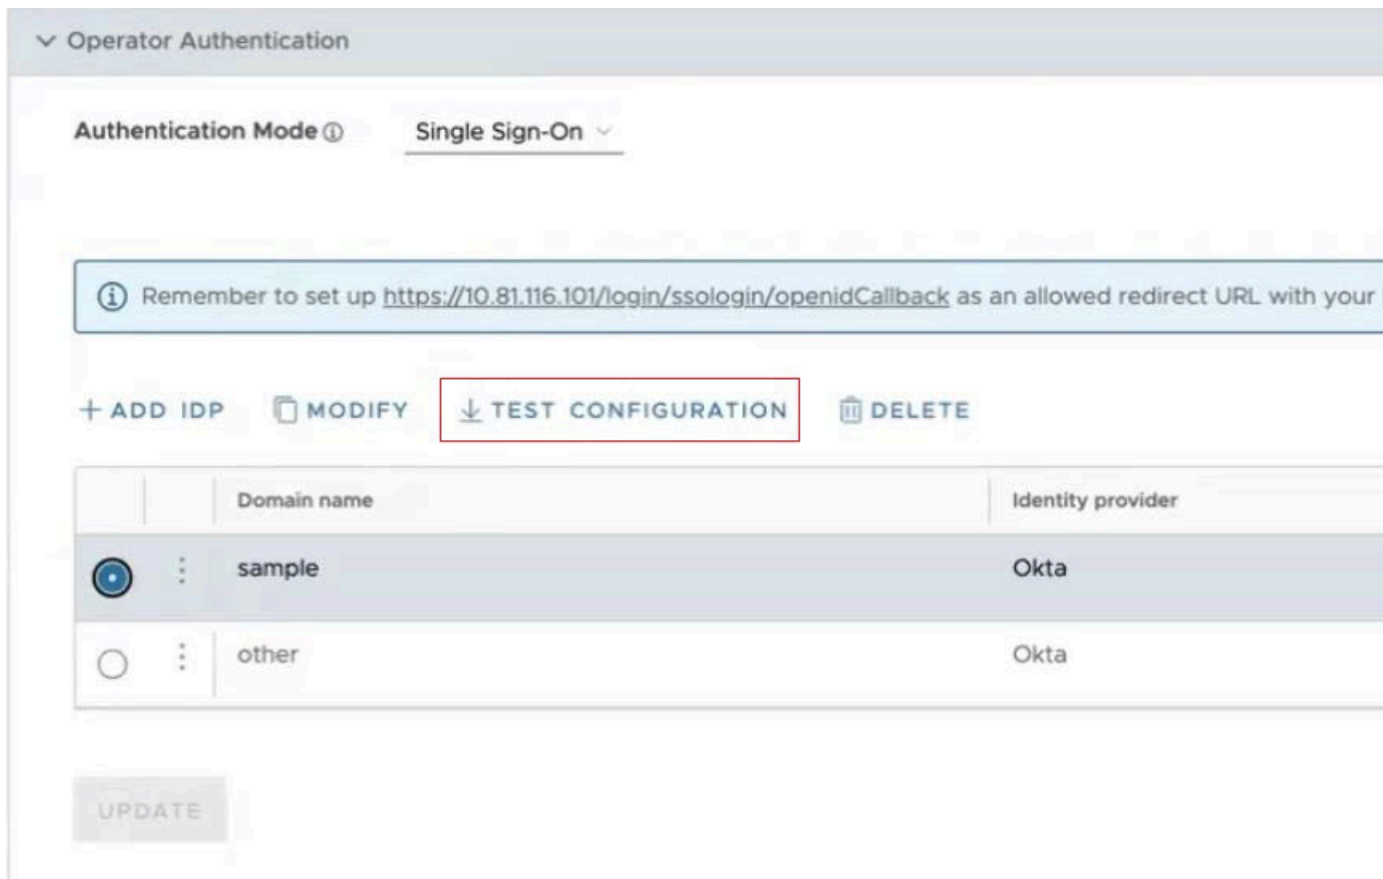 Operator Authentication
Authentication Mode Single Sign-On
Remember to set up https://10.81.116.101/login/ssologin/openidCallback as an allowed redirect URL with your
+ ADD IDP MODIFY TEST CONFIGURATION DELETE
Domain name Identity provider
sample Okta
other Okta
UPDATE